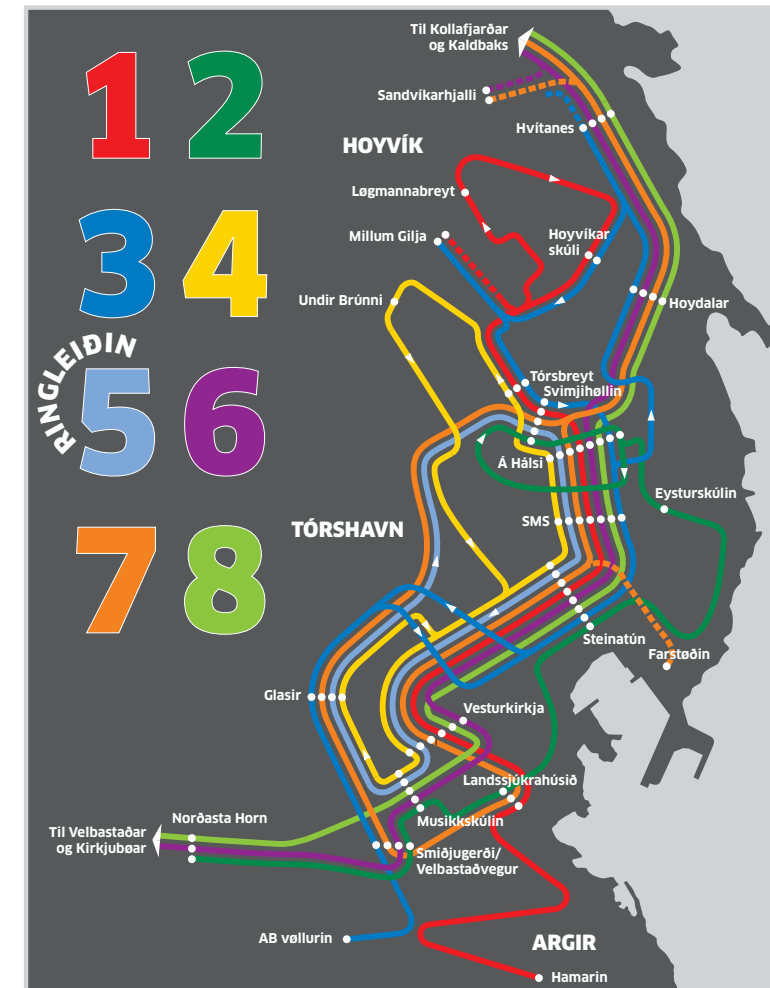 Til Kollafjarðar
og Kaldbaks
Sandvíkarhjalli
Hvítanes
1 2
HOYVÍK
Løgmannabreyt
Hoyvíkar
skúli
Millum Gilja
3 4
Undir Brúnni
Hoydalar
RINGLEIÐIN
5 6
Tórsbreyt
Svimjihøllin
Á Hálsi
Eysturskúlin
SMS
TÓRSHAVN
7 8
Steinatún
Farstøðin
Glasir
Vesturkirkja
Landssjúkrahúsið
Musikkskúlin
Norðasta Horn
Til Velbastaðar
og Kirkjubøar
Smiðjugerði/
Velbastaðvegur
AB vøllurin
ARGIR
Hamarin